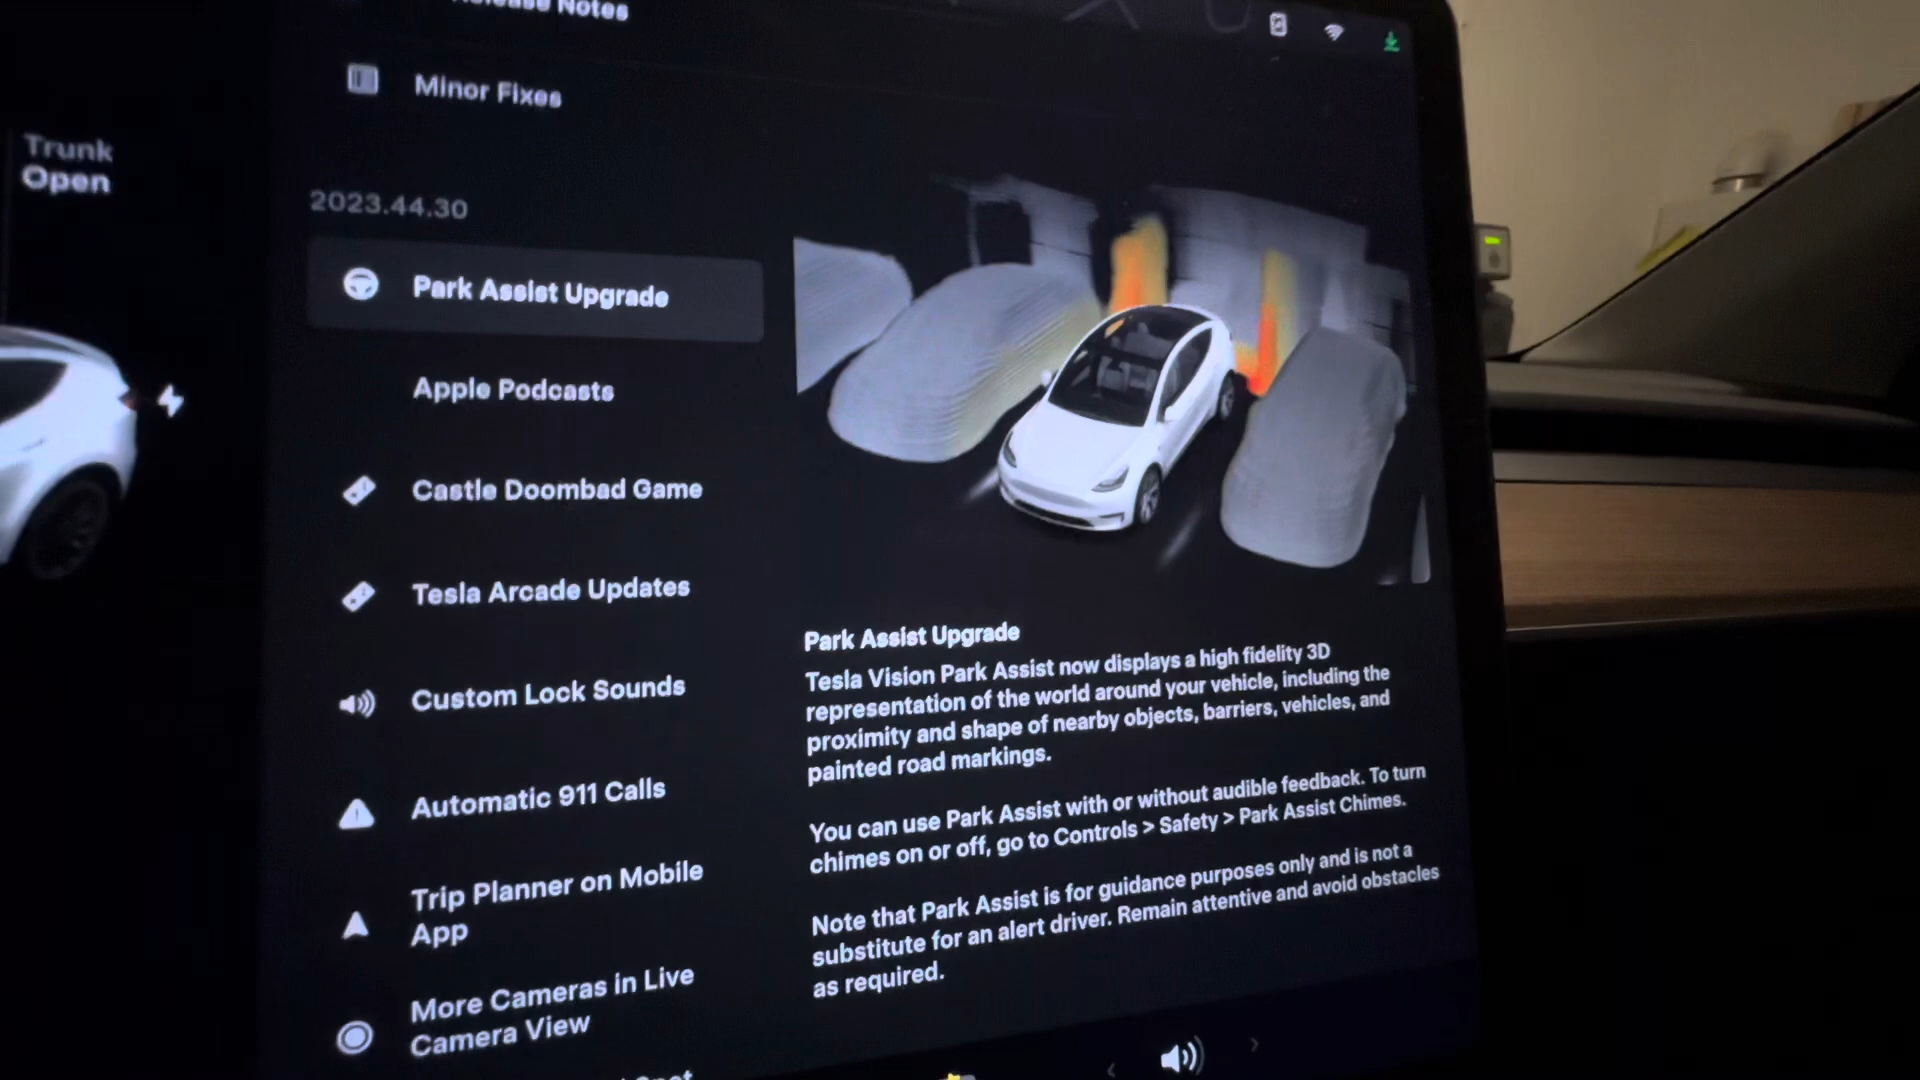 Release Notes
Minor Fixes
Trunk
Open
2023.44.30
Park Assist Upgrade
Apple Podcasts
Castle Doombad Game
Tesla Arcade Updates
Custom Lock Sounds
Automatic 911 Calls
Trip Planner on Mobile
App
More Cameras in Live
Camera View
Park Assist Upgrade
Tesla Vision Park Assist now displays a high fidelity 3D
representation of the world around your vehicle, including the
proximity and shape of nearby objects, barriers, vehicles, and
painted road markings.
You can use Park Assist with or without audible feedback. To turn
chimes on or off, go to Controls > Safety > Park Assist Chimes.
Note that Park Assist is for guidance purposes only and is not a
substitute for an alert driver. Remain attentive and avoid obstacles
as required.